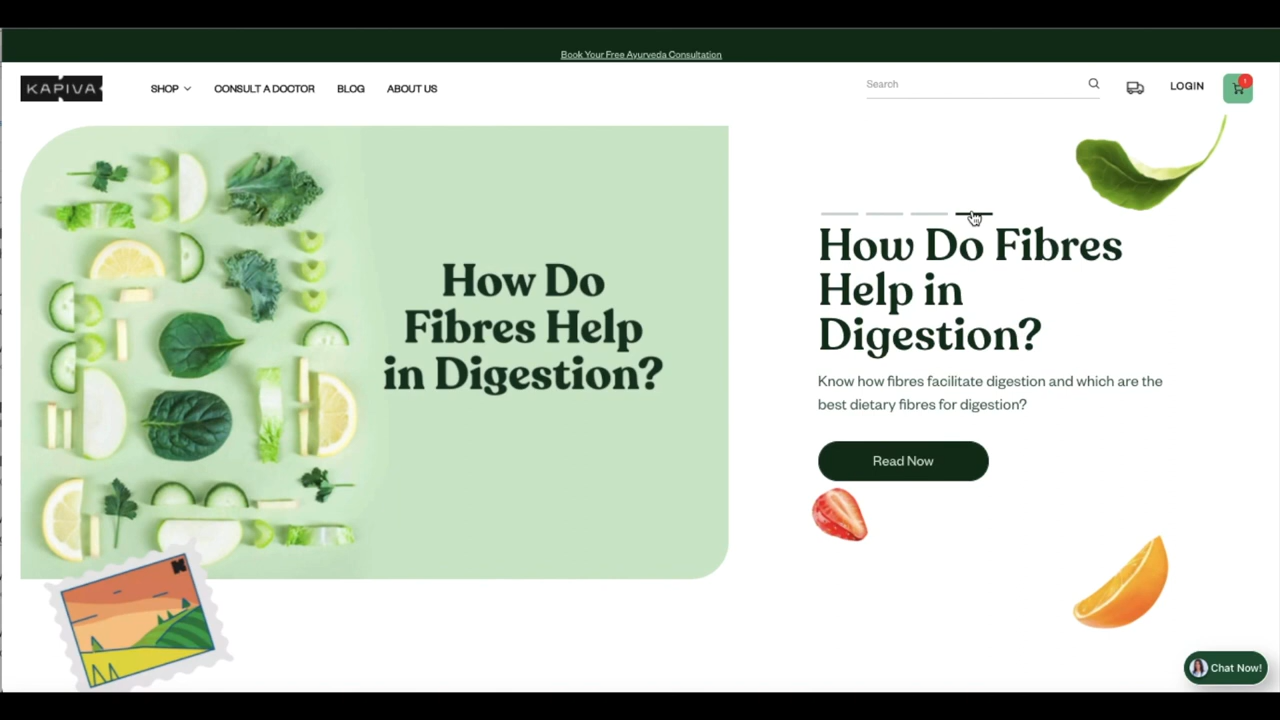 Book Your Free Ayurveda Consultation
KAPIVA
SHOP
CONSULT A DOCTOR
BLOG
ABOUT US
Search
LOGIN
How Do
Fibres Help
in Digestion?
How Do Fibres
Help in
Digestion?
Know how fibres facilitate digestion and which are the
best dietary fibres for digestion?
Read Now
Chat Now!